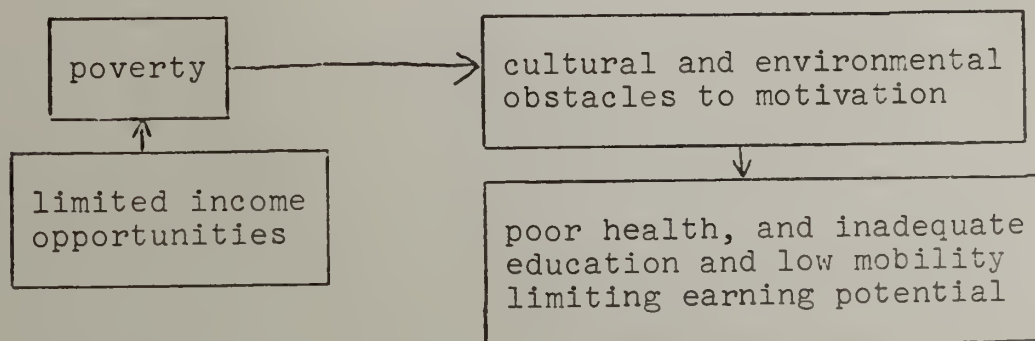 poverty
cultural and environmental
obstacles to motivation
limited income
opportunities
poor health, and inadequate
education and low mobility
limiting earning potential